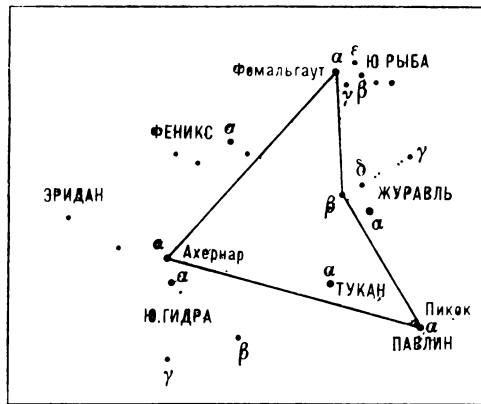 ε
α Ю РЫБА
Фомальгаут
γ β
ФЕНИКС α
γ
δ
ЭРИДАН
ЖУРАВЛЬ
β
α
α Ахернар
α
α
ТУКАН
Ю.ГИДРА
Пикок
α
ПАВЛИН
β
γ